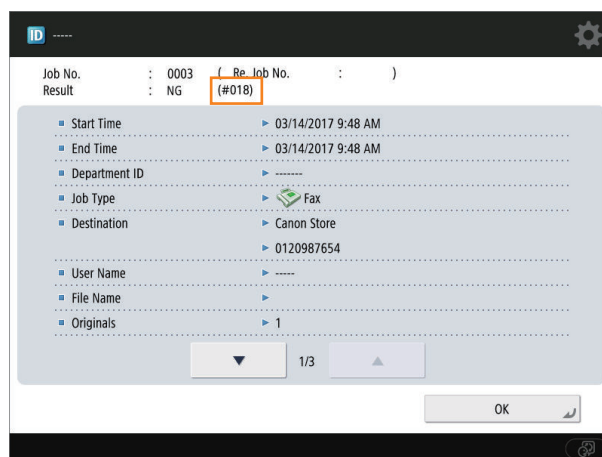 ID -----
Job No. : 0003 ( Re. Job No. : )
Result : NG (#018)
Start Time 03/14/2017 9:48 AM
End Time 03/14/2017 9:48 AM
Department ID -------
Job Type Fax
Destination Canon Store
0120987654
User Name -----
File Name
Originals 1
1/3
OK